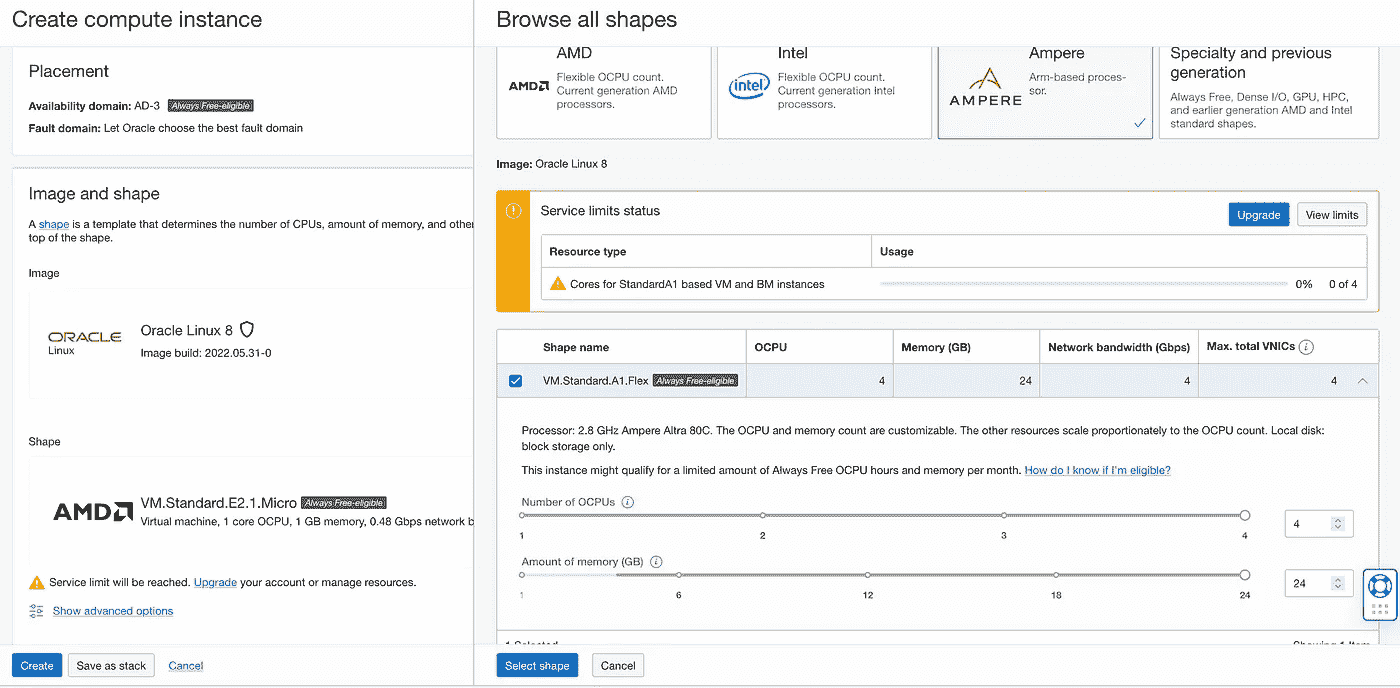 Create compute instance
Placement
Availability domain: AD-3 Always Free-eligible
Fault domain: Let Oracle choose the best fault domain
Image and shape
A shape is a template that determines the number of CPUs, amount of memory, and other
top of the shape.
Image
ORACLE
Linux
Oracle Linux 8
Image build: 2022.05.31-0
Shape
AMD
VM.Standard.E2.1.Micro Always Free-eligible
Virtual machine, 1 core OCPU, 1 GB memory, 0.48 Gbps network b
Service limit will be reached. Upgrade your account or manage resources.
Show advanced options
Create Save as stack Cancel
Browse all shapes
AMD
AMD
Flexible OCPU count.
Current generation AMD
processors.
Intel
intel
Flexible OCPU count.
Current generation Intel
processors.
Ampere
AMPERE
Arm-based proces-
sor.
Specialty and previous
generation
Always Free, Dense I/O, GPU, HPC,
and earlier generation AMD and Intel
standard shapes.
Image: Oracle Linux 8
Service limits status
Upgrade View limits
Resource type Usage
Cores for StandardA1 based VM and BM instances 0% 0 of 4
Shape name OCPU Memory (GB) Network bandwidth (Gbps) Max. total VNICs
VM.Standard.A1.Flex Always Free-eligible 4 24 4 4
Processor: 2.8 GHz Ampere Altra 80C. The OCPU and memory count are customizable. The other resources scale proportionately to the OCPU count. Local disk:
block storage only.
This instance might qualify for a limited amount of Always Free OCPU hours and memory per month. How do I know if I'm eligible?
Number of OCPUs
1 2 3 4
4
Amount of memory (GB)
1 6 12 18 24
24
1 Selected Showing 1 Item
Select shape Cancel